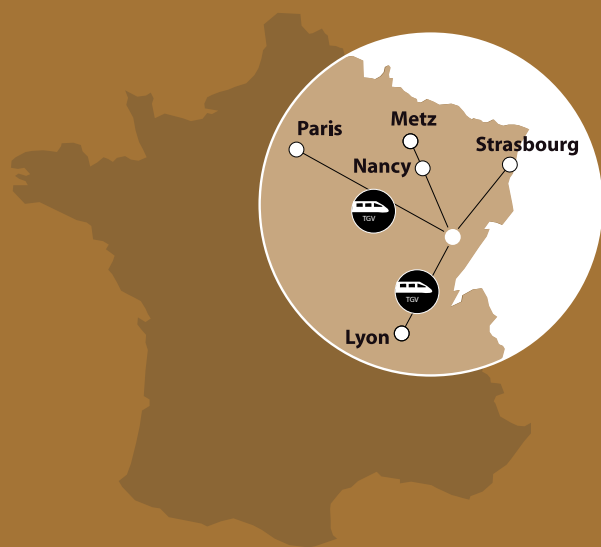 Metz
Paris
Strasbourg
Nancy
TGV
TGV
Lyon